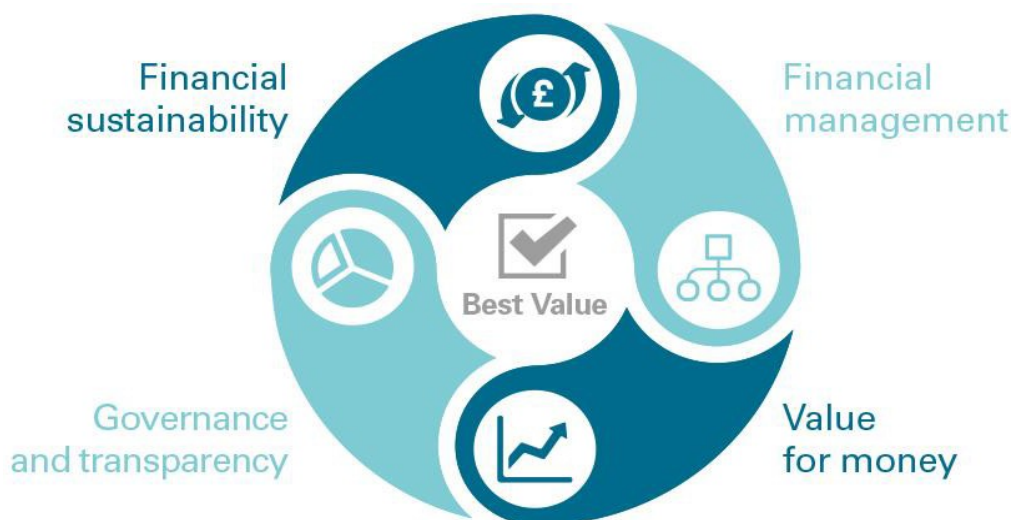 Financial
sustainability
£
Financial
management
Best Value
Governance
and transparency
Value
for money